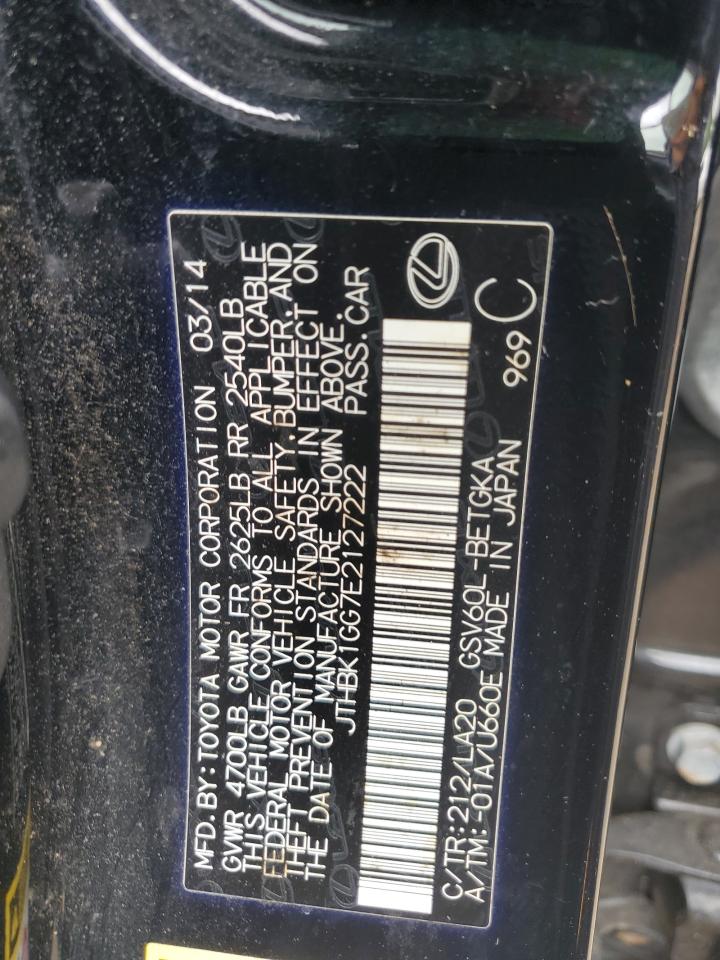 MFD.BY:TOYOTA MOTOR CORPORATION 03/14
GVWR 4700LB GAWR FR 2625LB RR 2540LB
THIS VEHICLE CONFORMS TO ALL APPLICABLE
FEDERAL MOTOR VEHICLE SAFETY,BUMPER,AND
THEFT PREVENTION STANDARDS IN EFFECT ON
THE DATE OF MANUFACTURE SHOWN ABOVE.
JTHBK1GG7E2127222 PASS.CAR
C/TR:212/LA20 GSV60L-BETGKA
A/TM:-01A/U660E MADE IN JAPAN
969 C